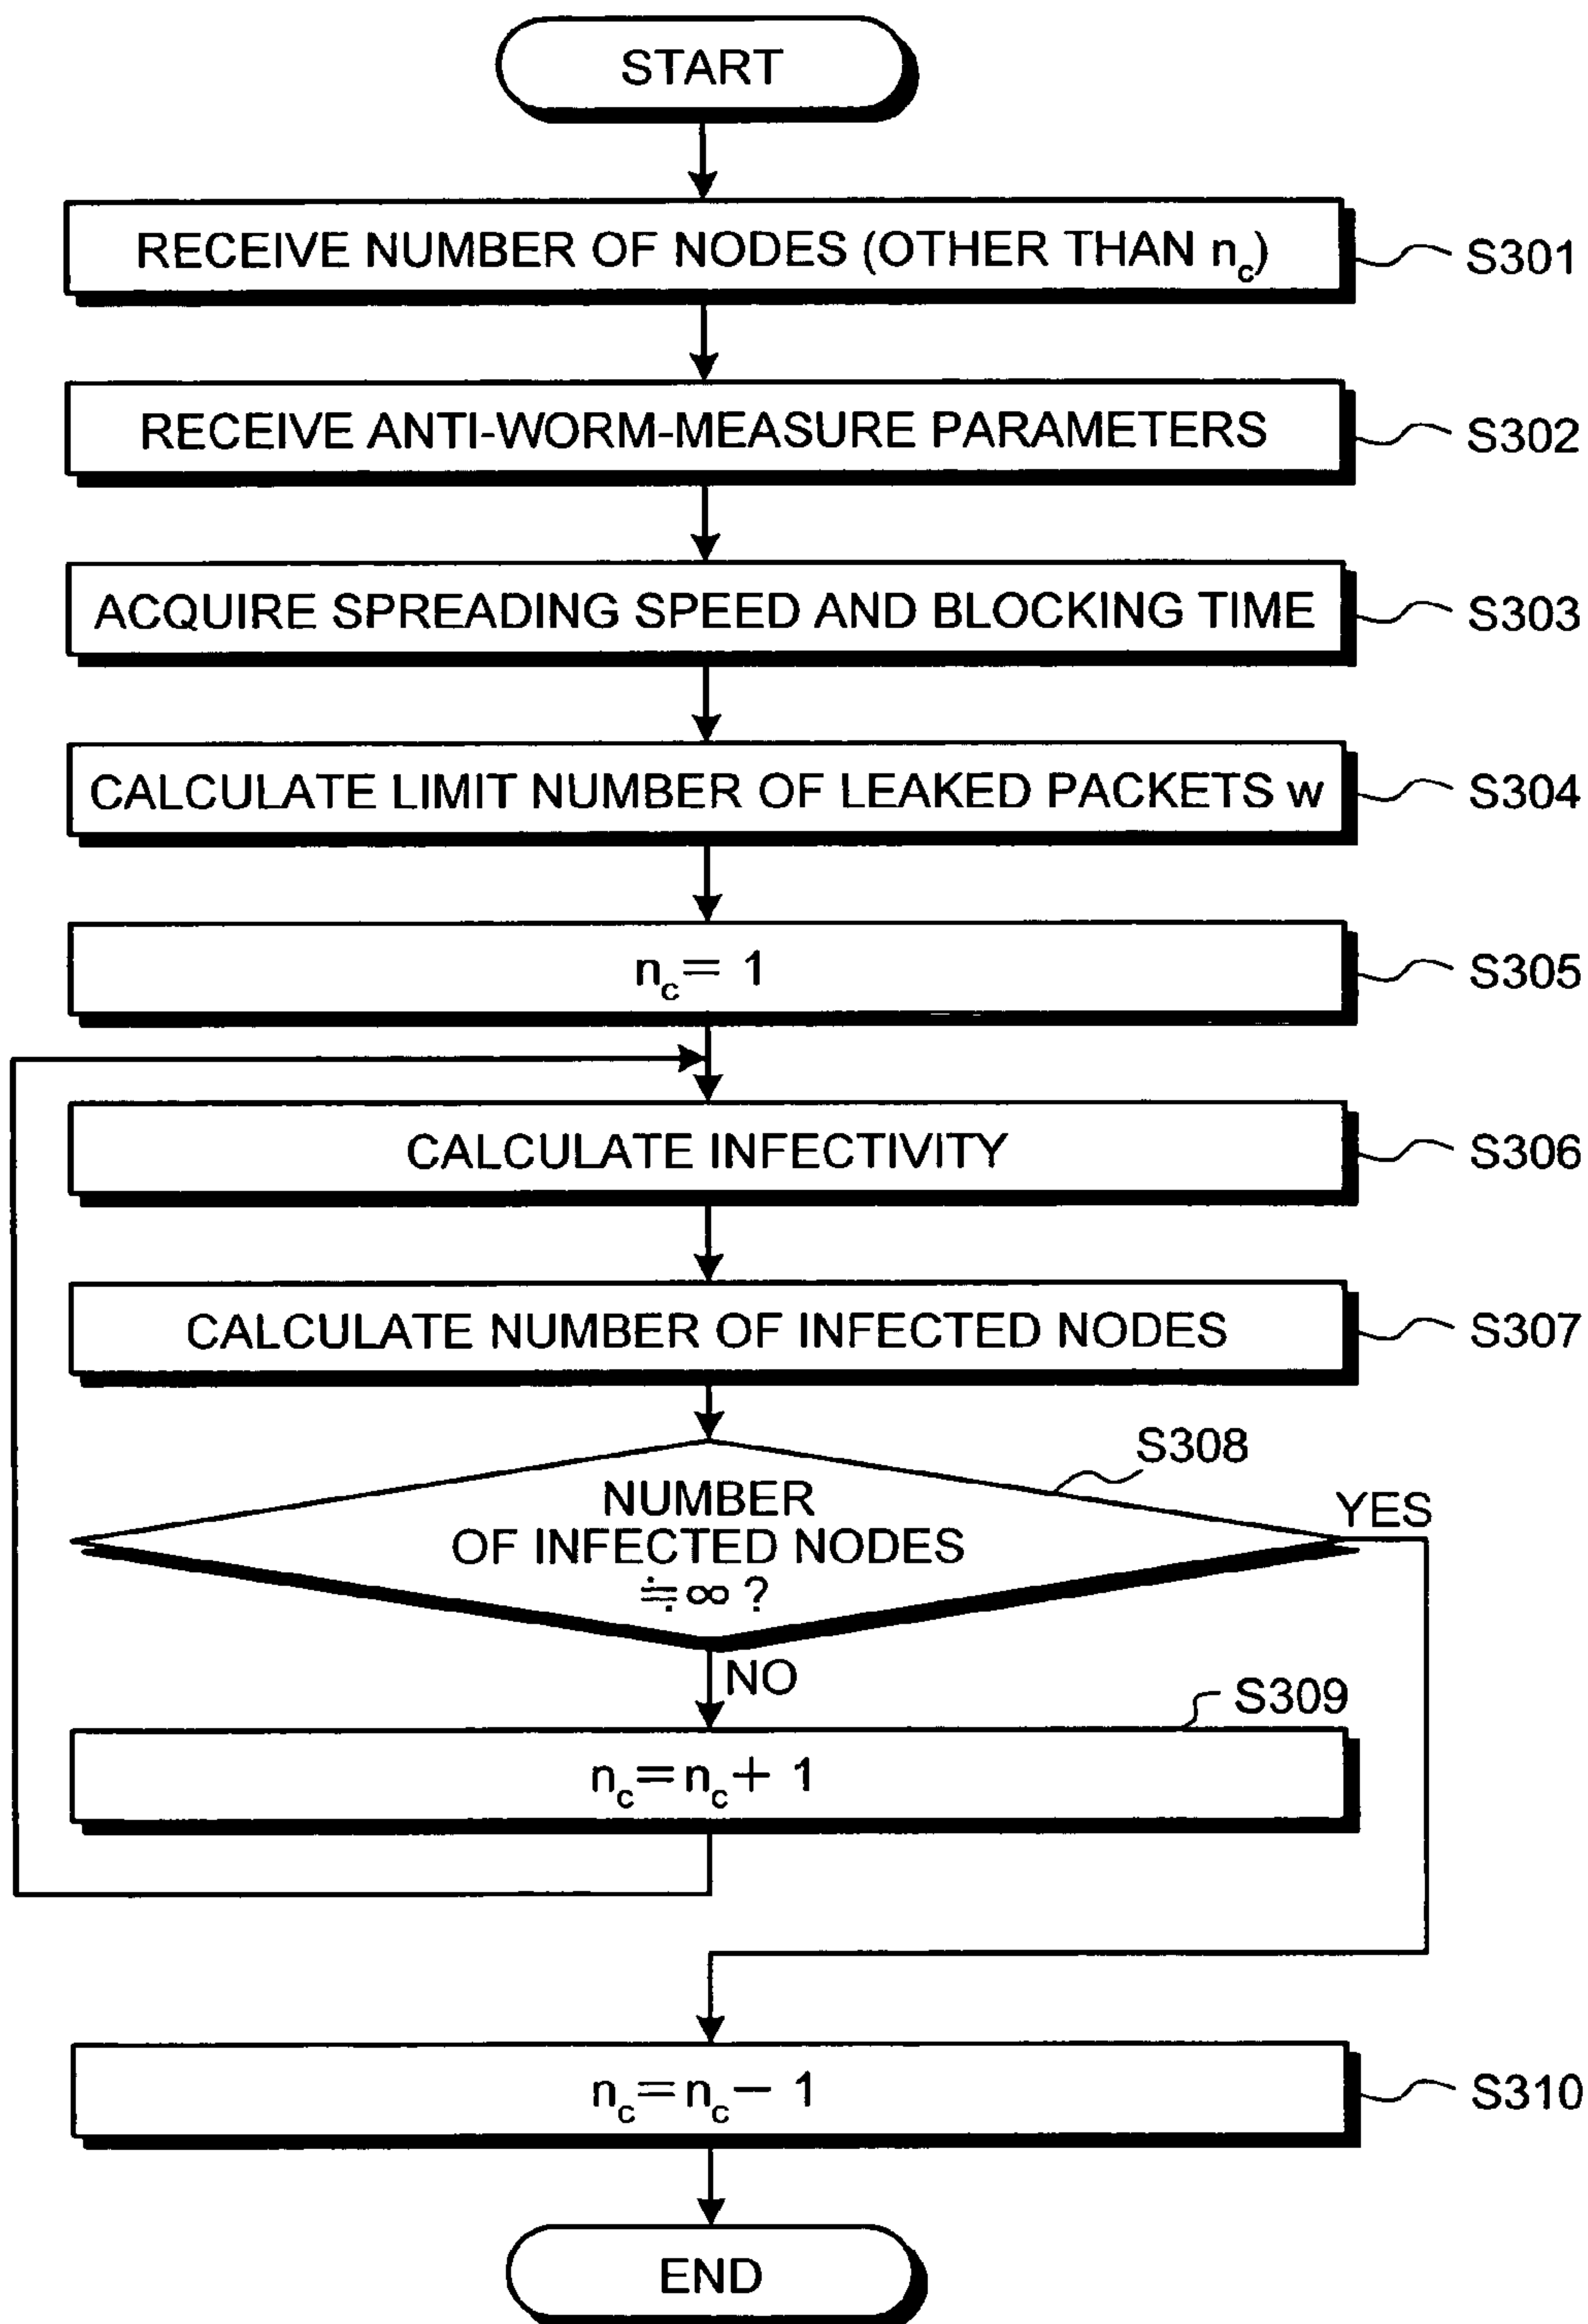 START
RECEIVE NUMBER OF NODES (OTHER THAN nc)
S301
RECEIVE ANTI-WORM-MEASURE PARAMETERS
S302
ACQUIRE SPREADING SPEED AND BLOCKING TIME
S303
CALCULATE LIMIT NUMBER OF LEAKED PACKETS w
S304
nc = 1
S305
CALCULATE INFECTIVITY
S306
CALCULATE NUMBER OF INFECTED NODES
S307
S308
NUMBER
OF INFECTED NODES
≒∞ ?
YES
NO
S309
nc = nc + 1
nc = nc − 1
S310
END